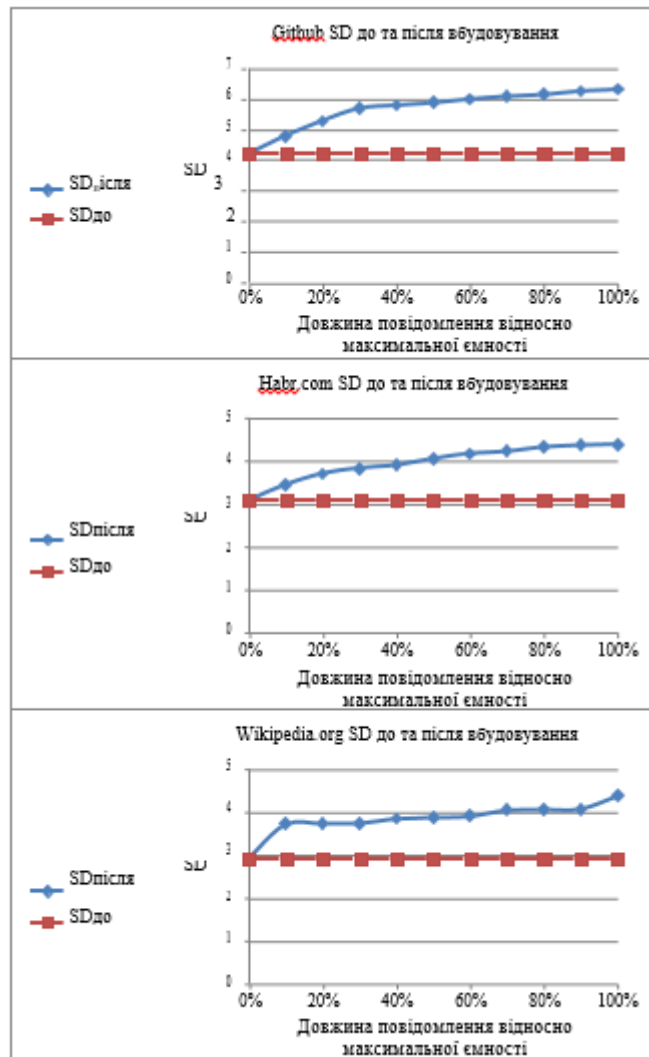 Github SD до та після вбудовування
7
6
5
4
SD
3
2
1
0
SDпісля
SDдо
0% 20% 40% 60% 80% 100%
Довжина повідомлення відносно
максимальної ємності
Habr.com SD до та після вбудовування
5
4
3
SD
2
1
0
SDпісля
SDдо
0% 20% 40% 60% 80% 100%
Довжина повідомлення відносно
максимальної ємності
Wikipedia.org SD до та після вбудовування
5
4
3
SD
2
1
0
SDпісля
SDдо
0% 20% 40% 60% 80% 100%
Довжина повідомлення відносно
максимальної ємності